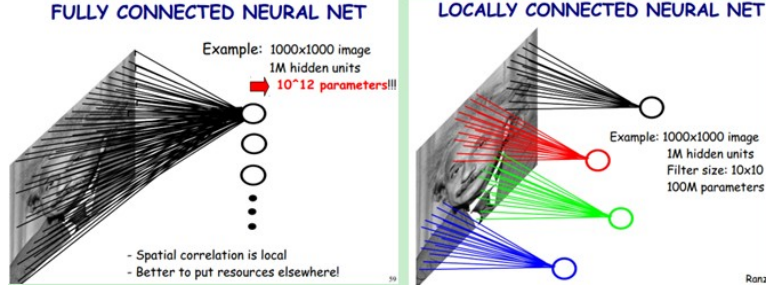 FULLY CONNECTED NEURAL NET
Example: 1000x1000 image
1M hidden units
10^12 parameters!!!
- Spatial correlation is local
- Better to put resources elsewhere!
59
LOCALLY CONNECTED NEURAL NET
Example: 1000x1000 image
1M hidden units
Filter size: 10x10
100M parameters
Ranz